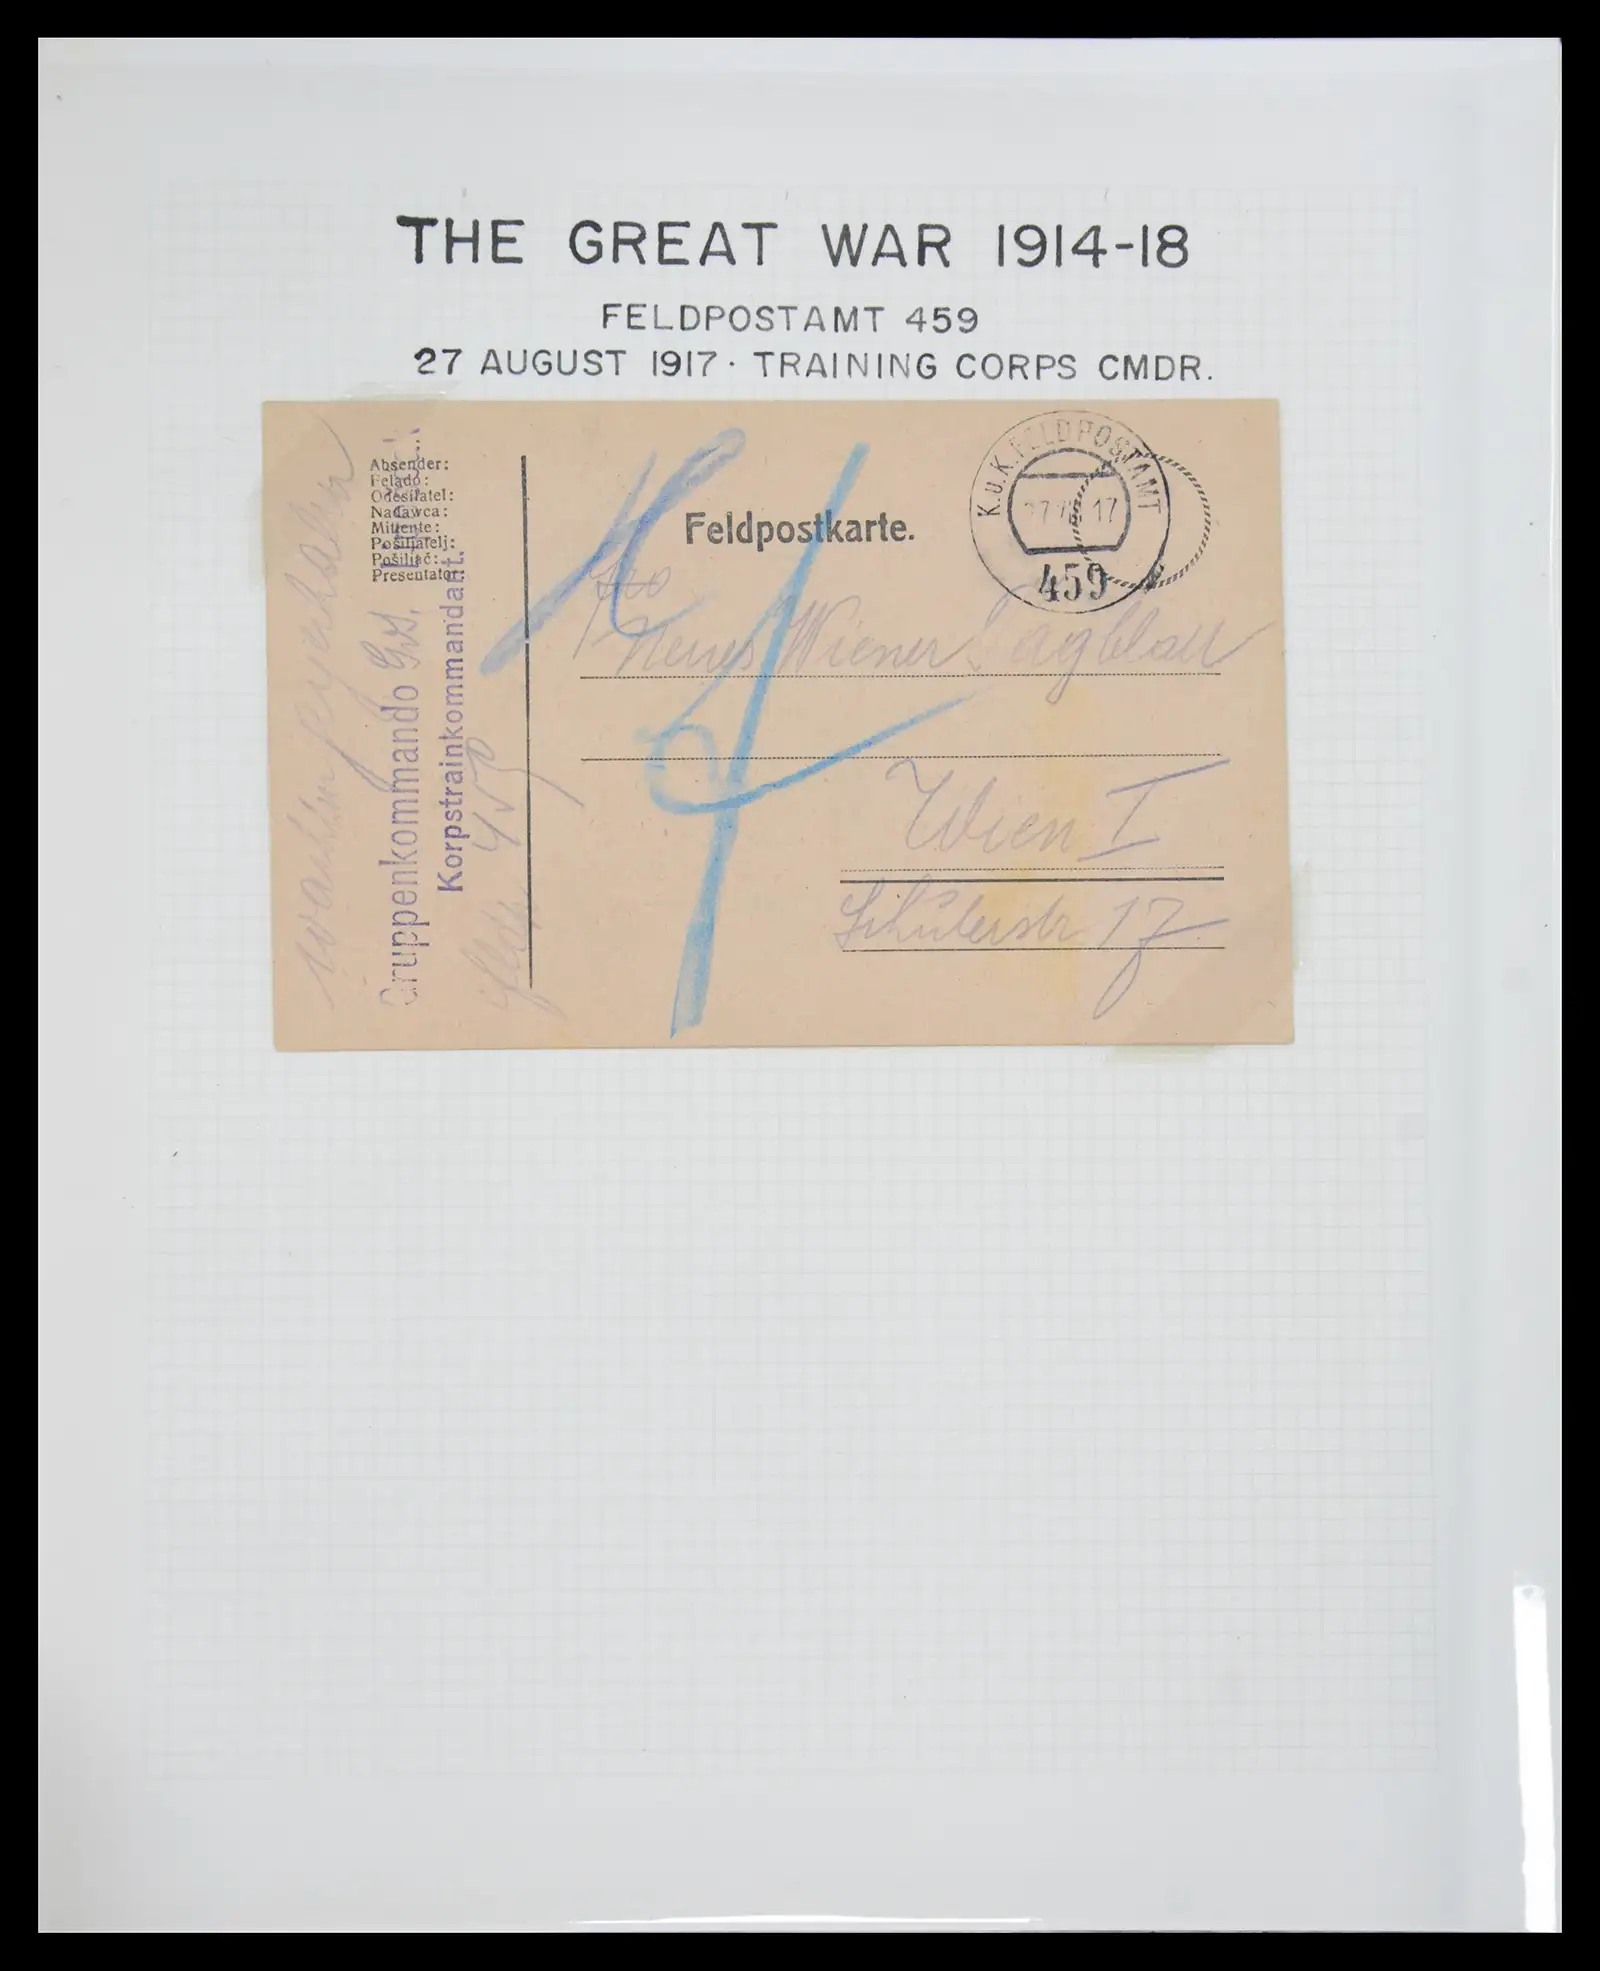 THE GREAT WAR 1914-18
FELDPOSTAMT 459
27 AUGUST 1917 · TRAINING CORPS CMDR.
Absender:
Feladó:
Odesílatel:
Nadawca:
Mittente:
Pošiljatelj:
Pošiljač:
Presentator:
Gruppenkommando
Korpstrainkommandant.
Feldpostkarte.
K.u.K. FELDPOSTAMT
17
459
Neues Wiener Tagblatt
Wien I
17